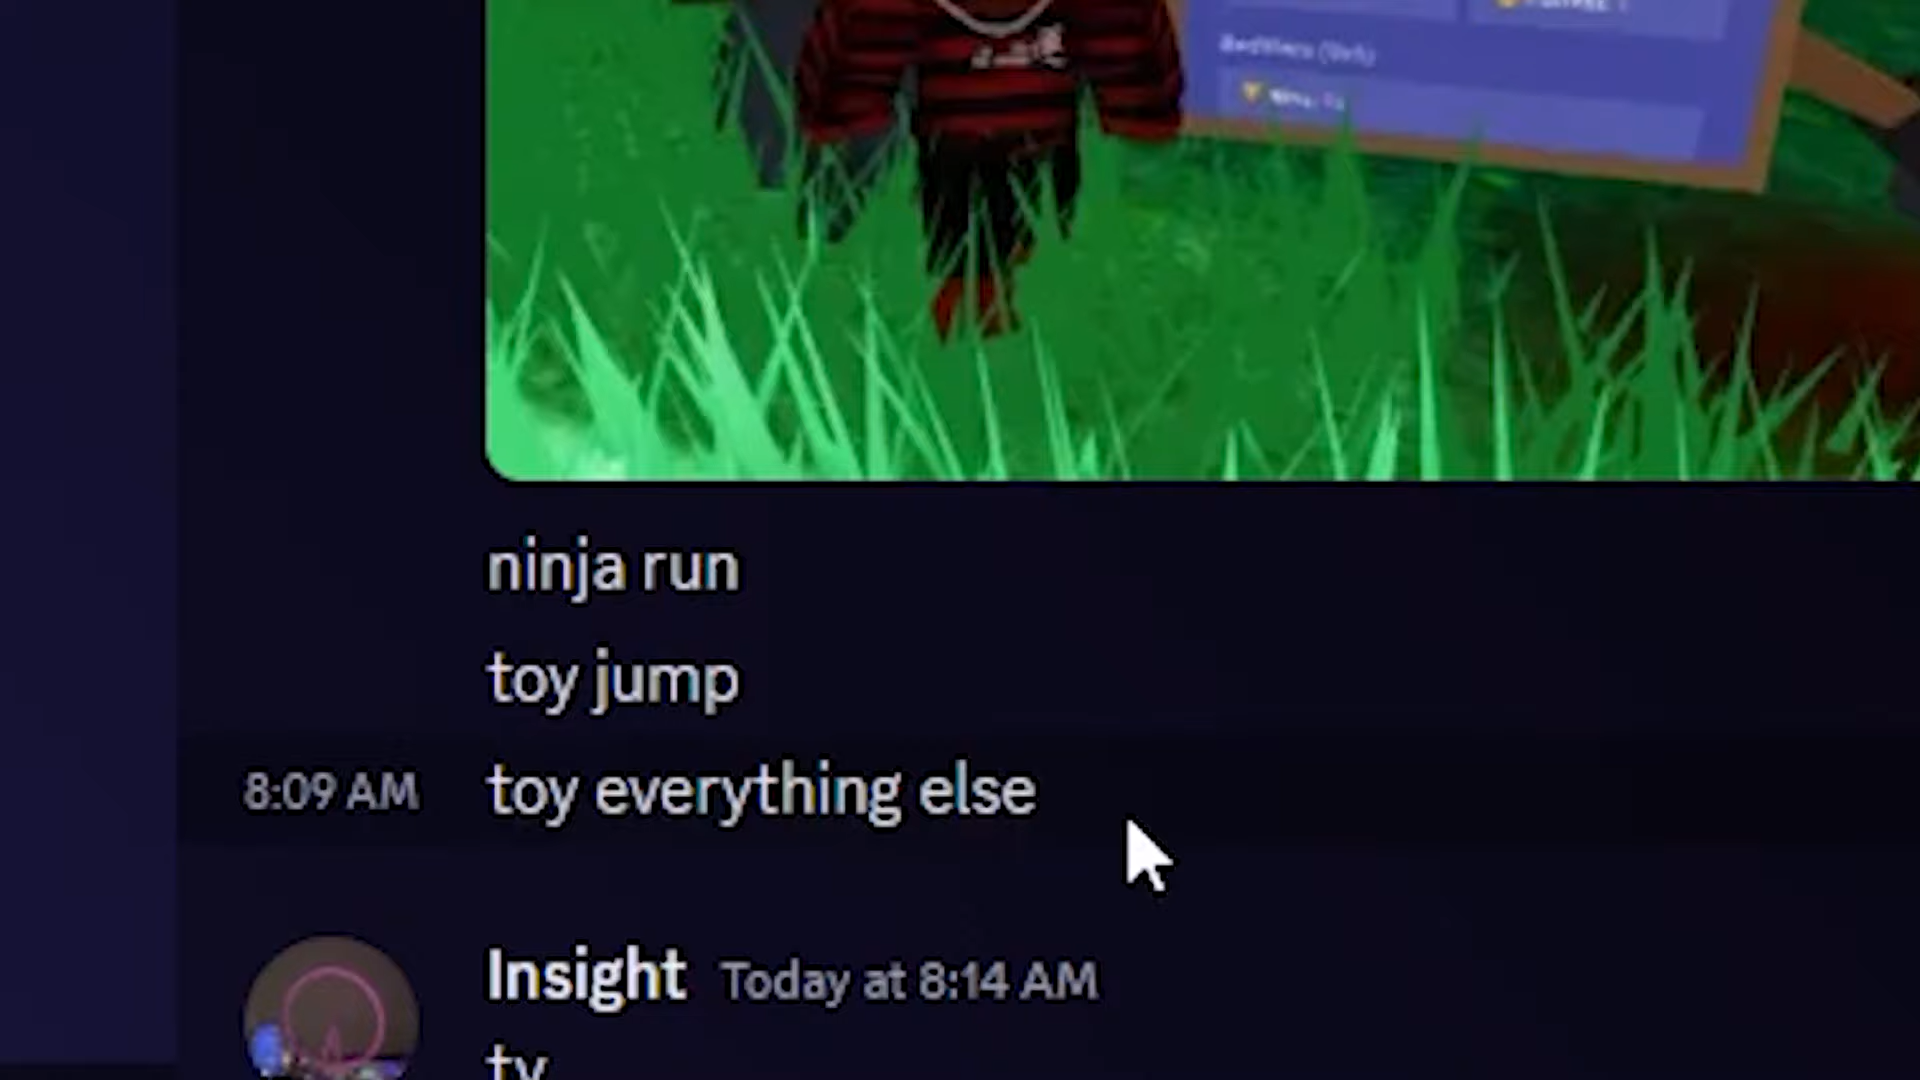 ninja run
toy jump
8:09 AM toy everything else
Insight Today at 8:14 AM
ty